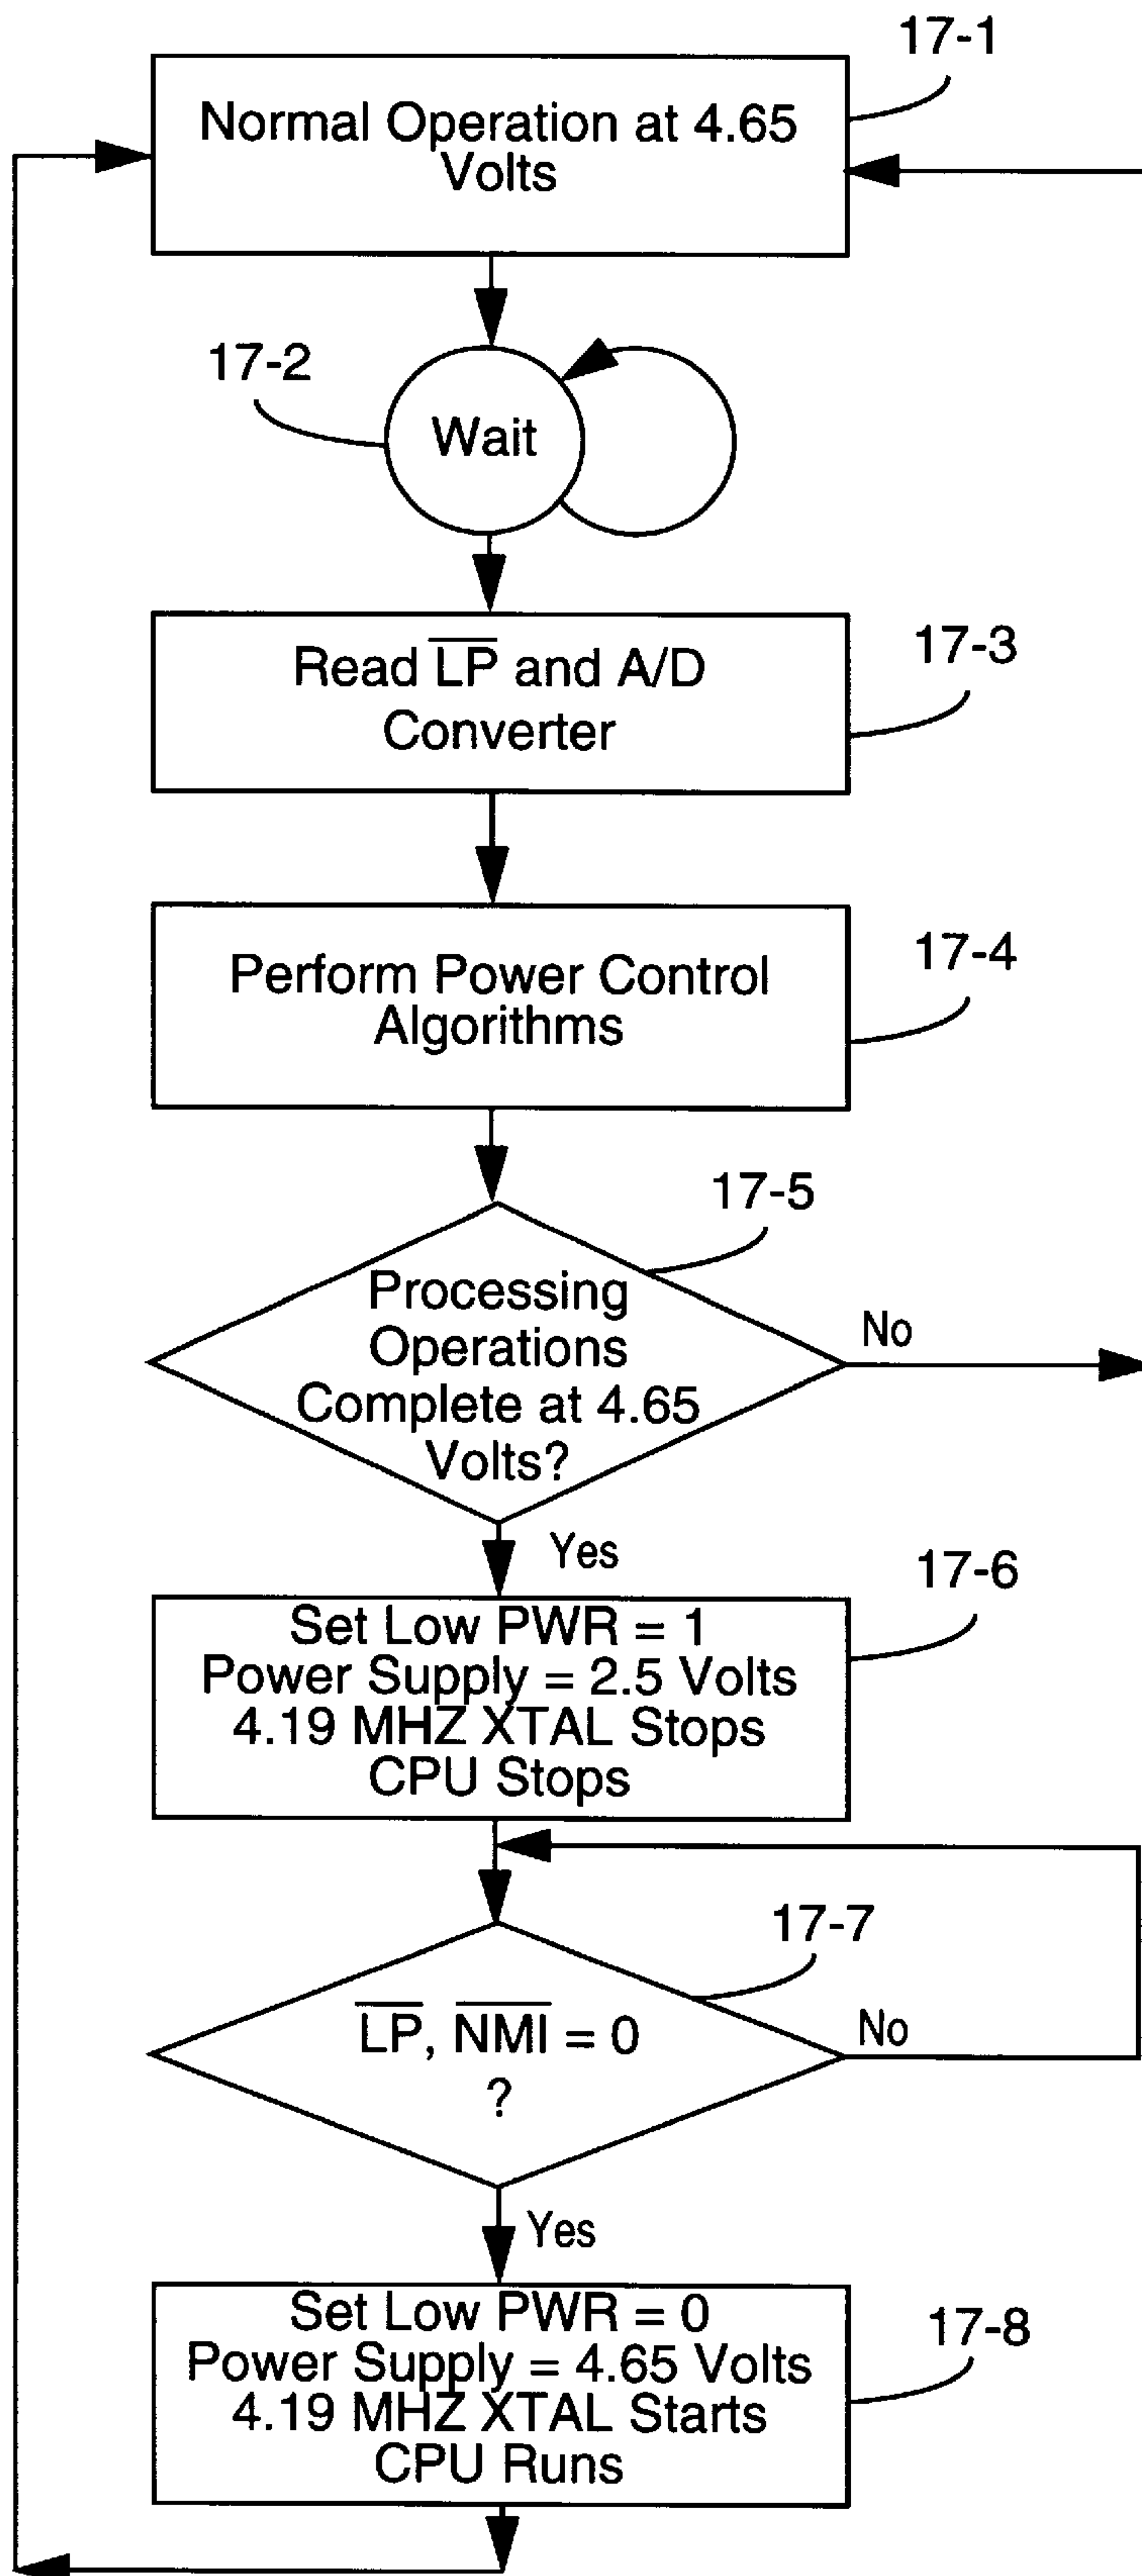 17-1
Normal Operation at 4.65
Volts
17-2
Wait
17-3
Read L̅P̅ and A/D
Converter
17-4
Perform Power Control
Algorithms
17-5
Processing
Operations
Complete at 4.65
Volts?
No
Yes
17-6
Set Low PWR = 1
Power Supply = 2.5 Volts
4.19 MHZ XTAL Stops
CPU Stops
17-7
L̅P̅, N̅M̅I̅ = 0
?
No
Yes
17-8
Set Low PWR = 0
Power Supply = 4.65 Volts
4.19 MHZ XTAL Starts
CPU Runs